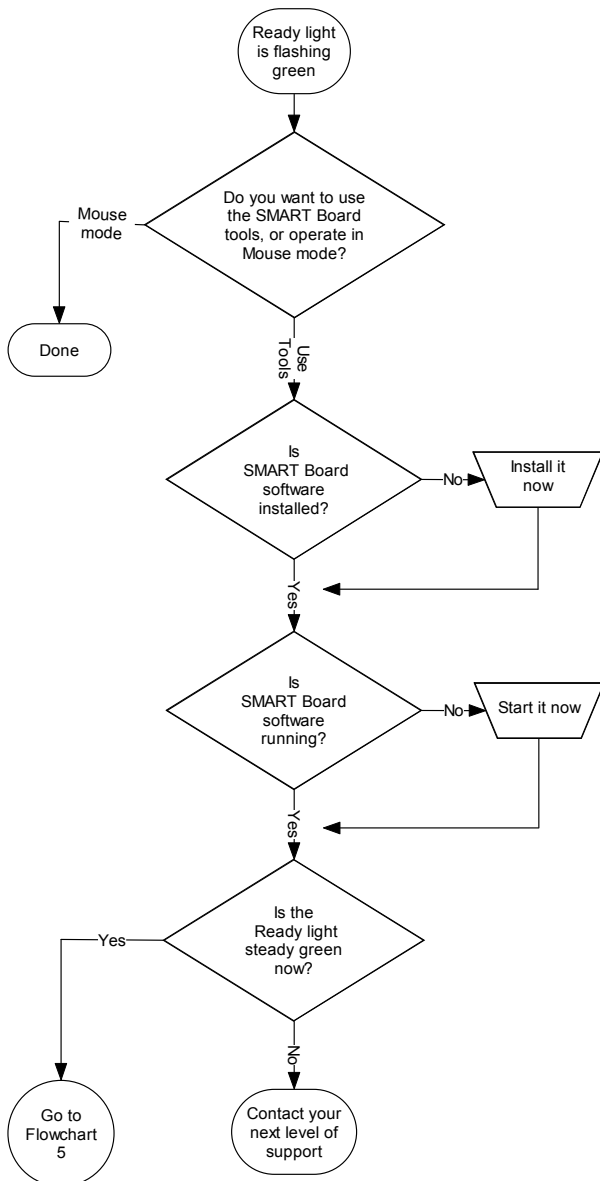 Ready light
is flashing
green
Do you want to use
the SMART Board
tools, or operate in
Mouse mode?
Mouse
mode
Done
Use
Tools
Is
SMART Board
software
installed?
No
Install it
now
Yes
Is
SMART Board
software
running?
No
Start it now
Yes
Is the
Ready light
steady green
now?
Yes
No
Go to
Flowchart
5
Contact your
next level of
support